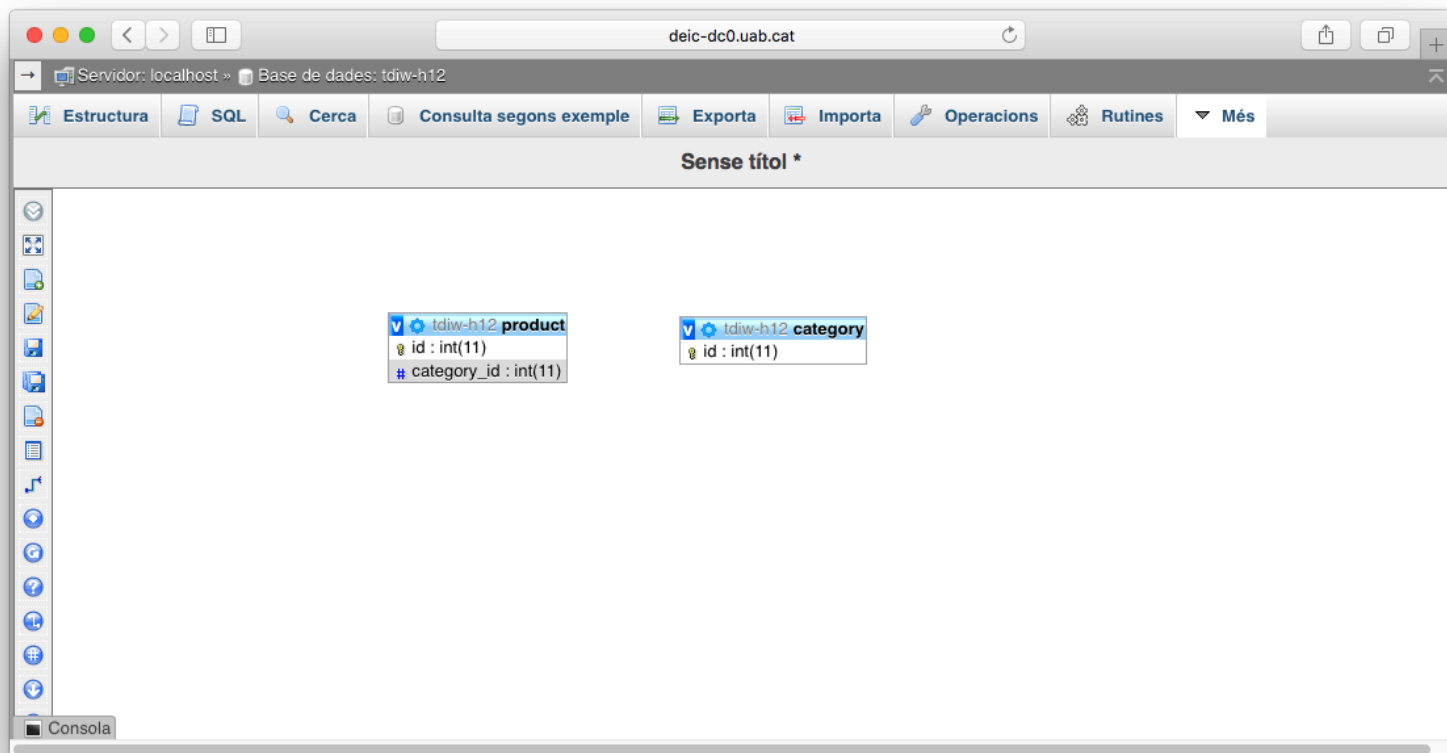 deic-dc0.uab.cat
Servidor: localhost » Base de dades: tdiw-h12
Estructura SQL Cerca Consulta segons exemple Exporta Importa Operacions Rutines Més
Sense títol *
v tdiw-h12 product
id : int(11)
# category_id : int(11)
v tdiw-h12 category
id : int(11)
Consola